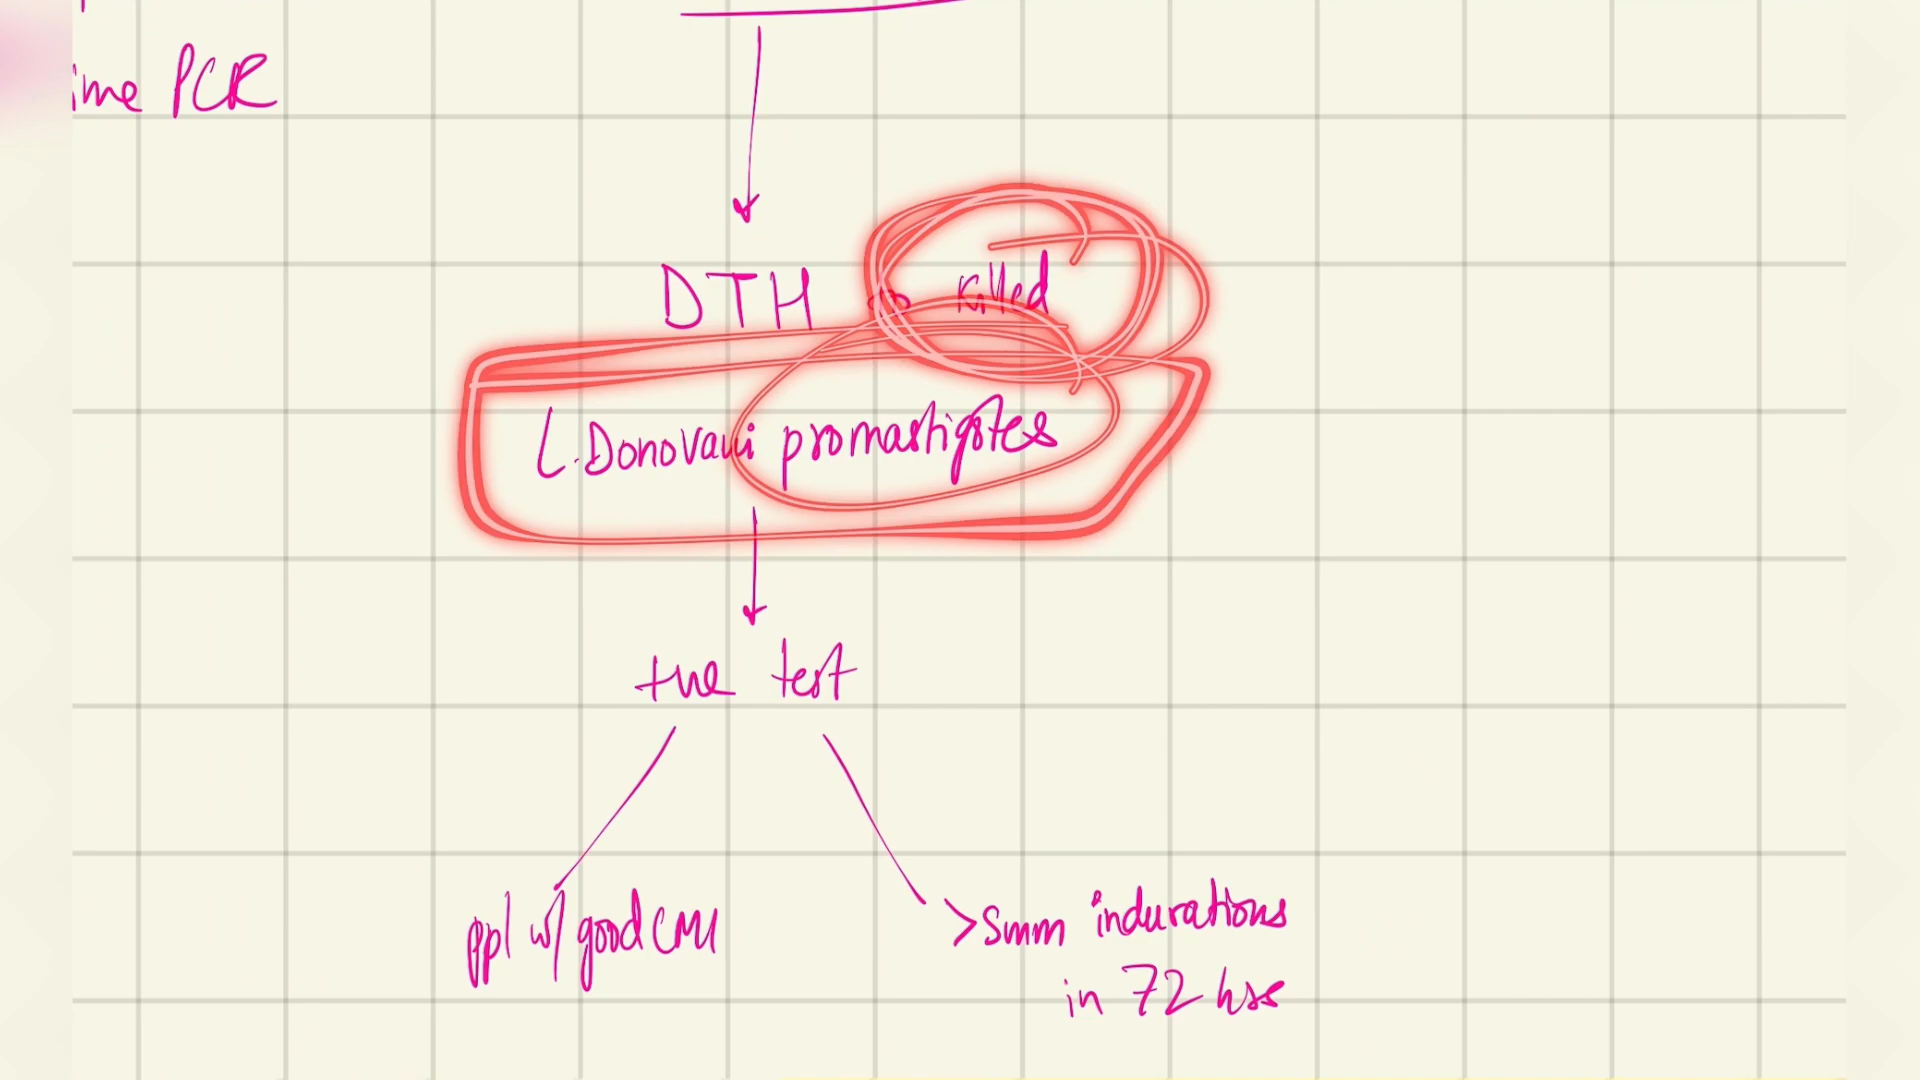 ime PCR
DTH killed
L. Donovani promastigotes
+ve test
ppl w/ good CMI
>5mm indurations
in 72 hrs